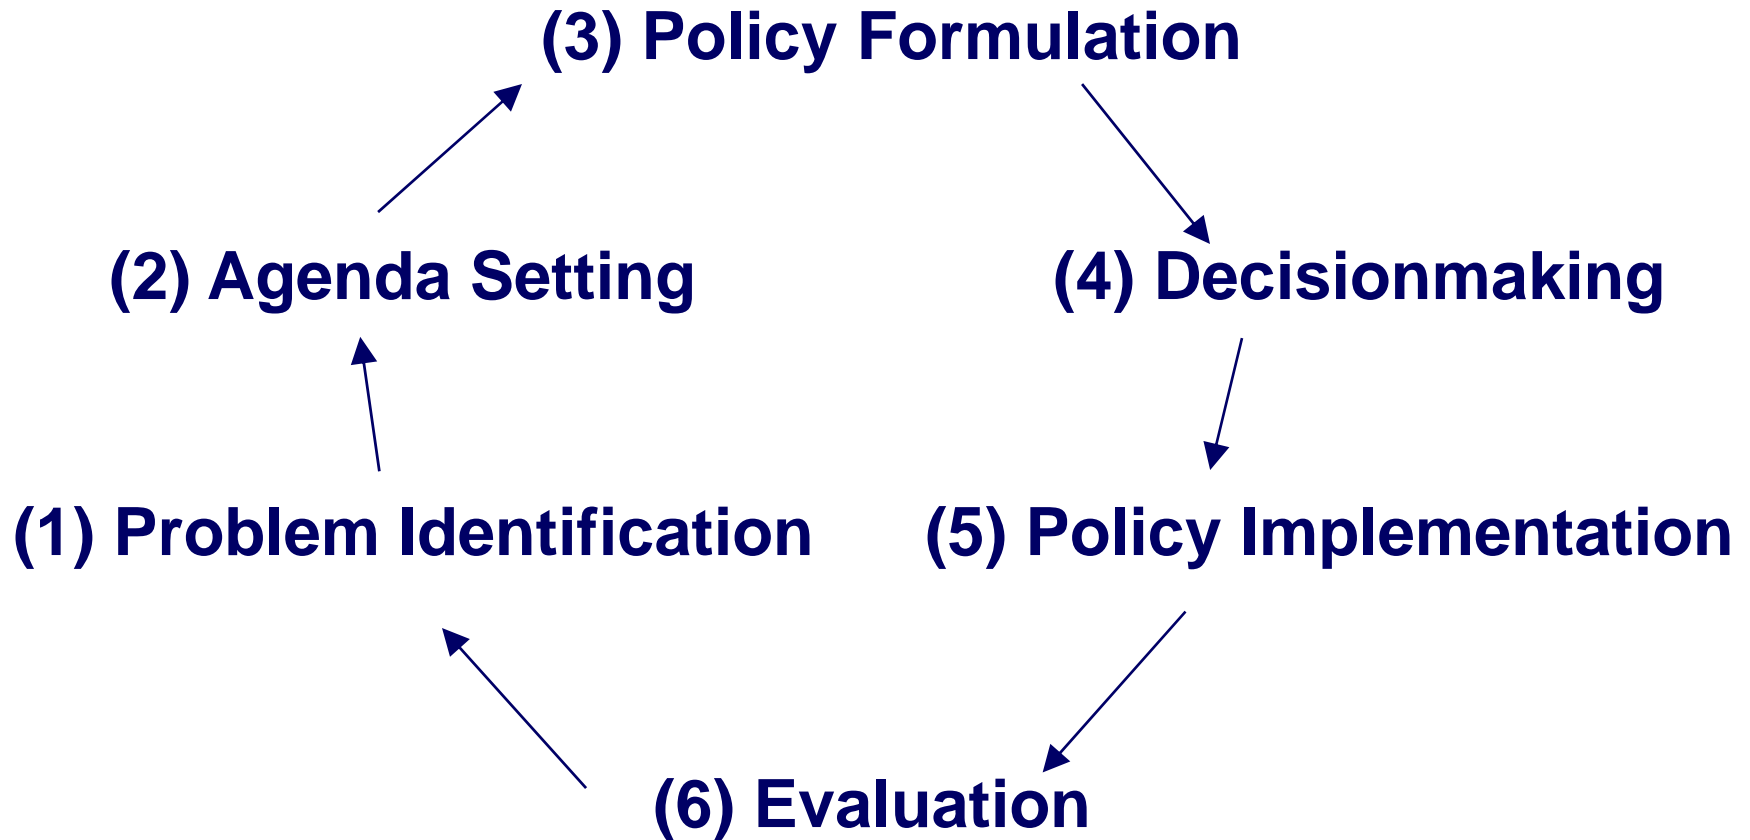 (3) Policy Formulation
(2) Agenda Setting
(4) Decisionmaking
(1) Problem Identification
(5) Policy Implementation
(6) Evaluation